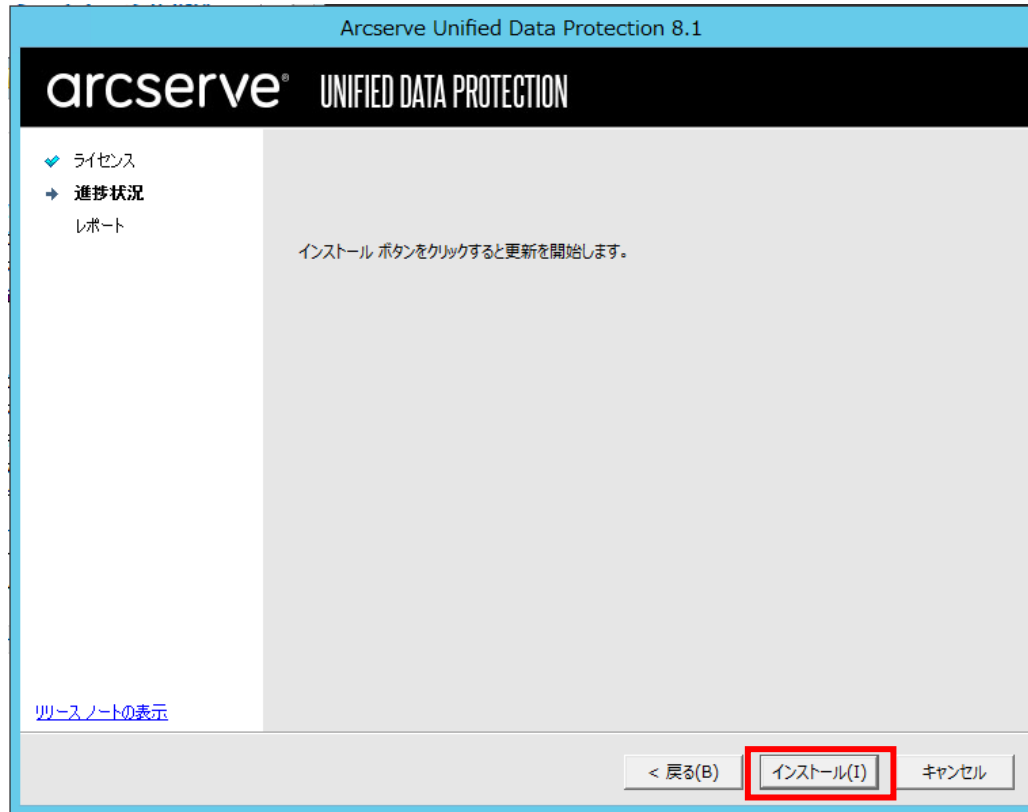 Arcserve Unified Data Protection 8.1
arcserve® UNIFIED DATA PROTECTION
ライセンス
進捗状況
レポート
インストール ボタンをクリックすると更新を開始します。
リリース ノートの表示
< 戻る(B)
インストール(I)
キャンセル